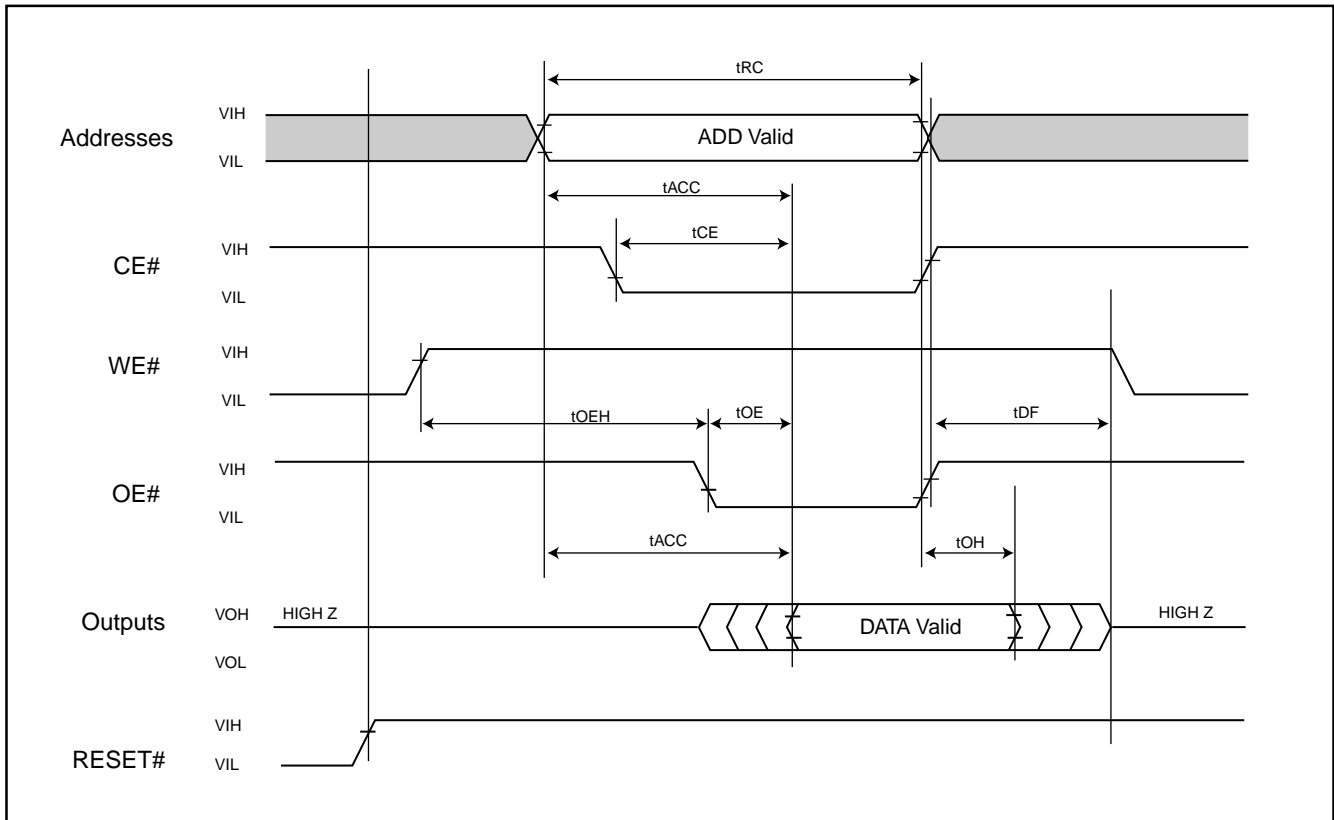 tRC
VIH
Addresses
ADD Valid
VIL
tACC
VIH
tCE
CE#
VIL
VIH
WE#
VIL
tOEH
tOE
tDF
VIH
OE#
VIL
tACC
tOH
VOH
HIGH Z
HIGH Z
Outputs
DATA Valid
VOL
VIH
RESET#
VIL